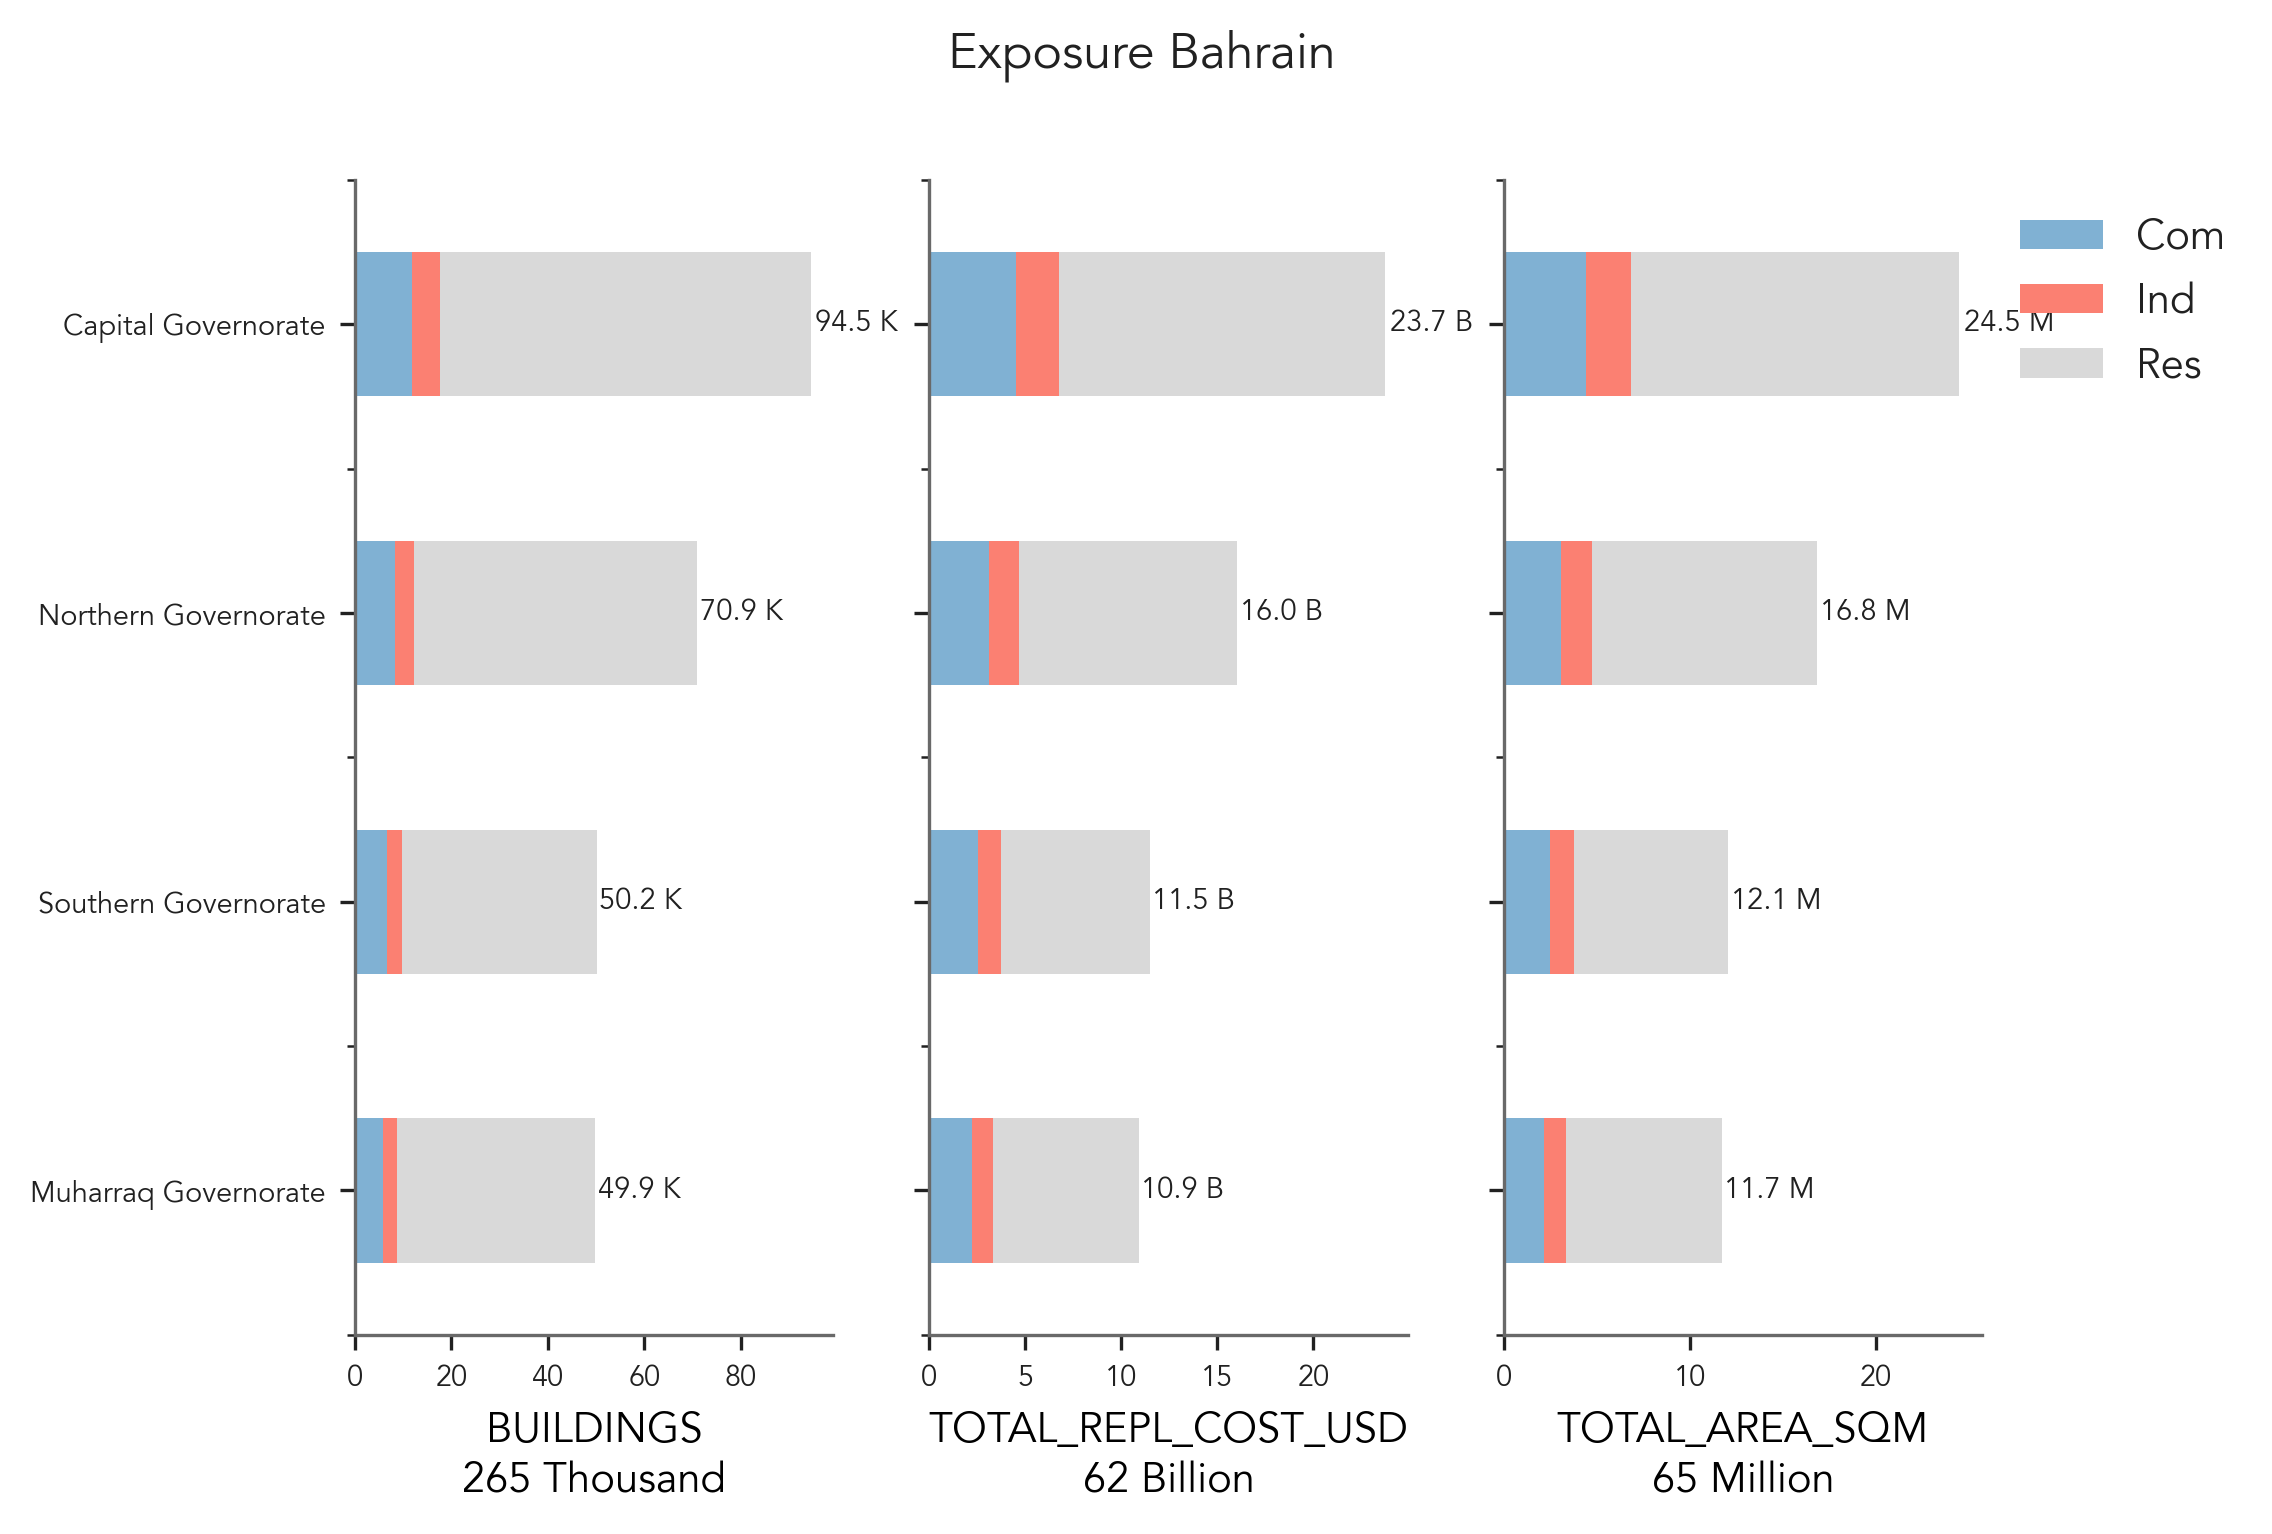 Exposure Bahrain
Com
Ind
Res
Capital Governorate
94.5 K
23.7 B
24.5 M
Northern Governorate
70.9 K
16.0 B
16.8 M
Southern Governorate
50.2 K
11.5 B
12.1 M
Muharraq Governorate
49.9 K
10.9 B
11.7 M
0 20 40 60 80
0 5 10 15 20
0 10 20
BUILDINGS
265 Thousand
TOTAL_REPL_COST_USD
62 Billion
TOTAL_AREA_SQM
65 Million